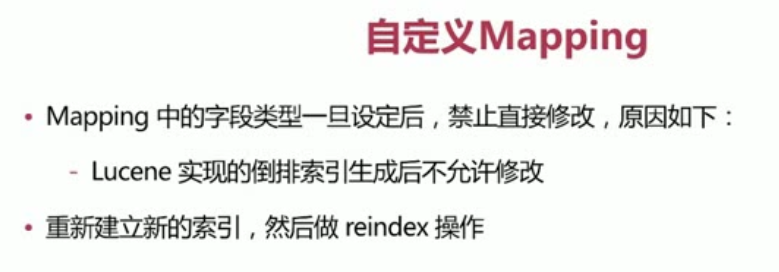 自定义Mapping
• Mapping 中的字段类型一旦设定后，禁止直接修改，原因如下：
- Lucene 实现的倒排索引生成后不允许修改
• 重新建立新的索引，然后做 reindex 操作